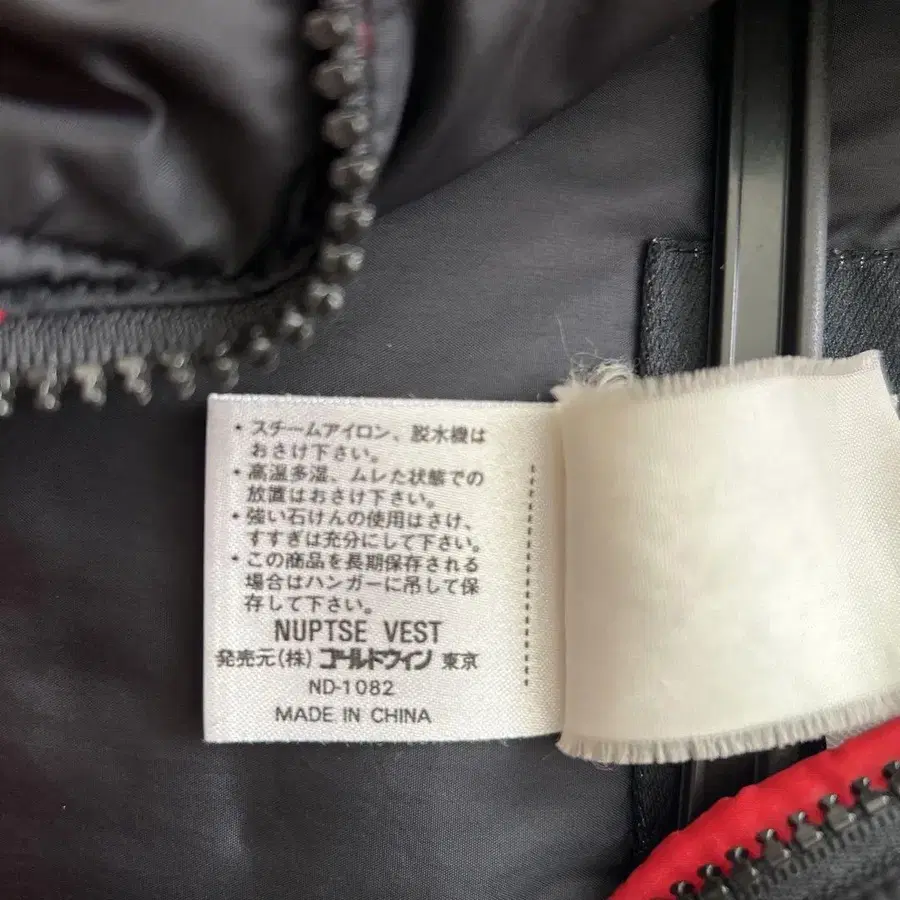 ・スチームアイロン、脱水機は
おさけ下さい。
・高温多湿、ムレた状態での
放置はおさけ下さい。
・強い石けんの使用はさけ、
すすぎは充分にして下さい。
・この商品を長期保存される
場合はハンガーに吊して保
存して下さい。
NUPTSE VEST
発売元(株)ゴールドウイン 東京
ND-1082
MADE IN CHINA